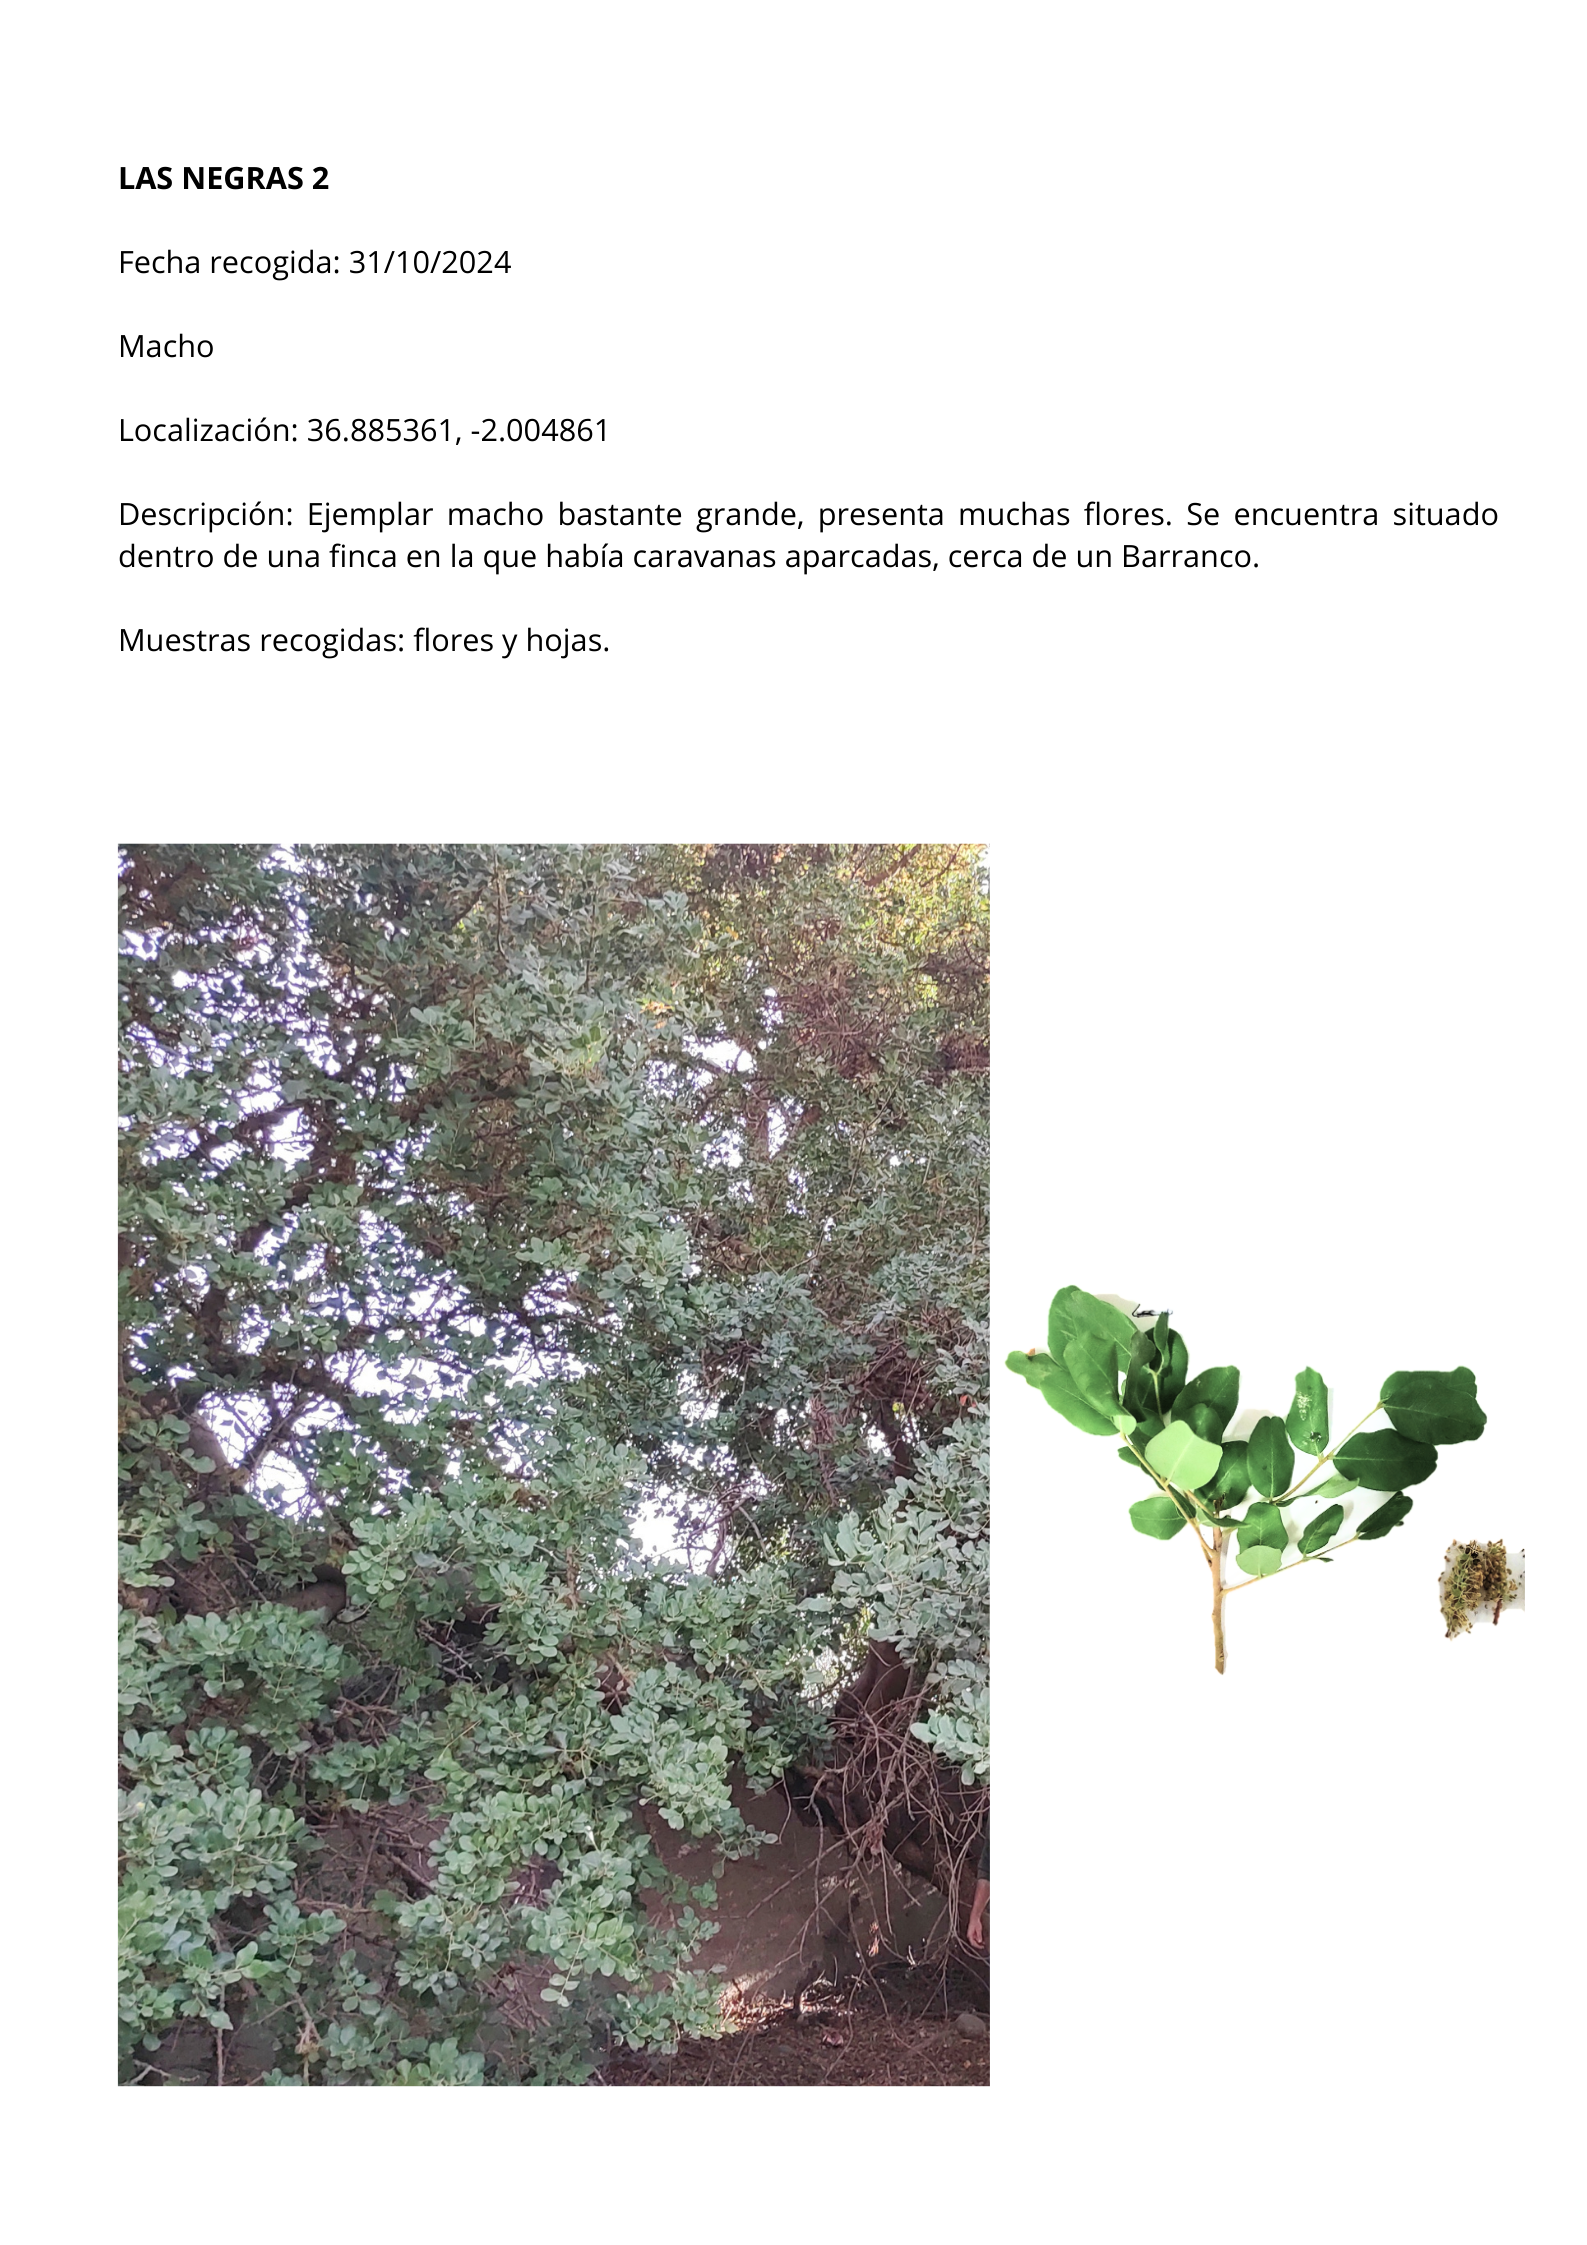 LAS NEGRAS 2
Fecha recogida: 31/10/2024
Macho
Localización: 36.885361, -2.004861
Descripción: Ejemplar macho bastante grande, presenta muchas flores. Se encuentra situado
dentro de una finca en la que había caravanas aparcadas, cerca de un Barranco.
Muestras recogidas: flores y hojas.